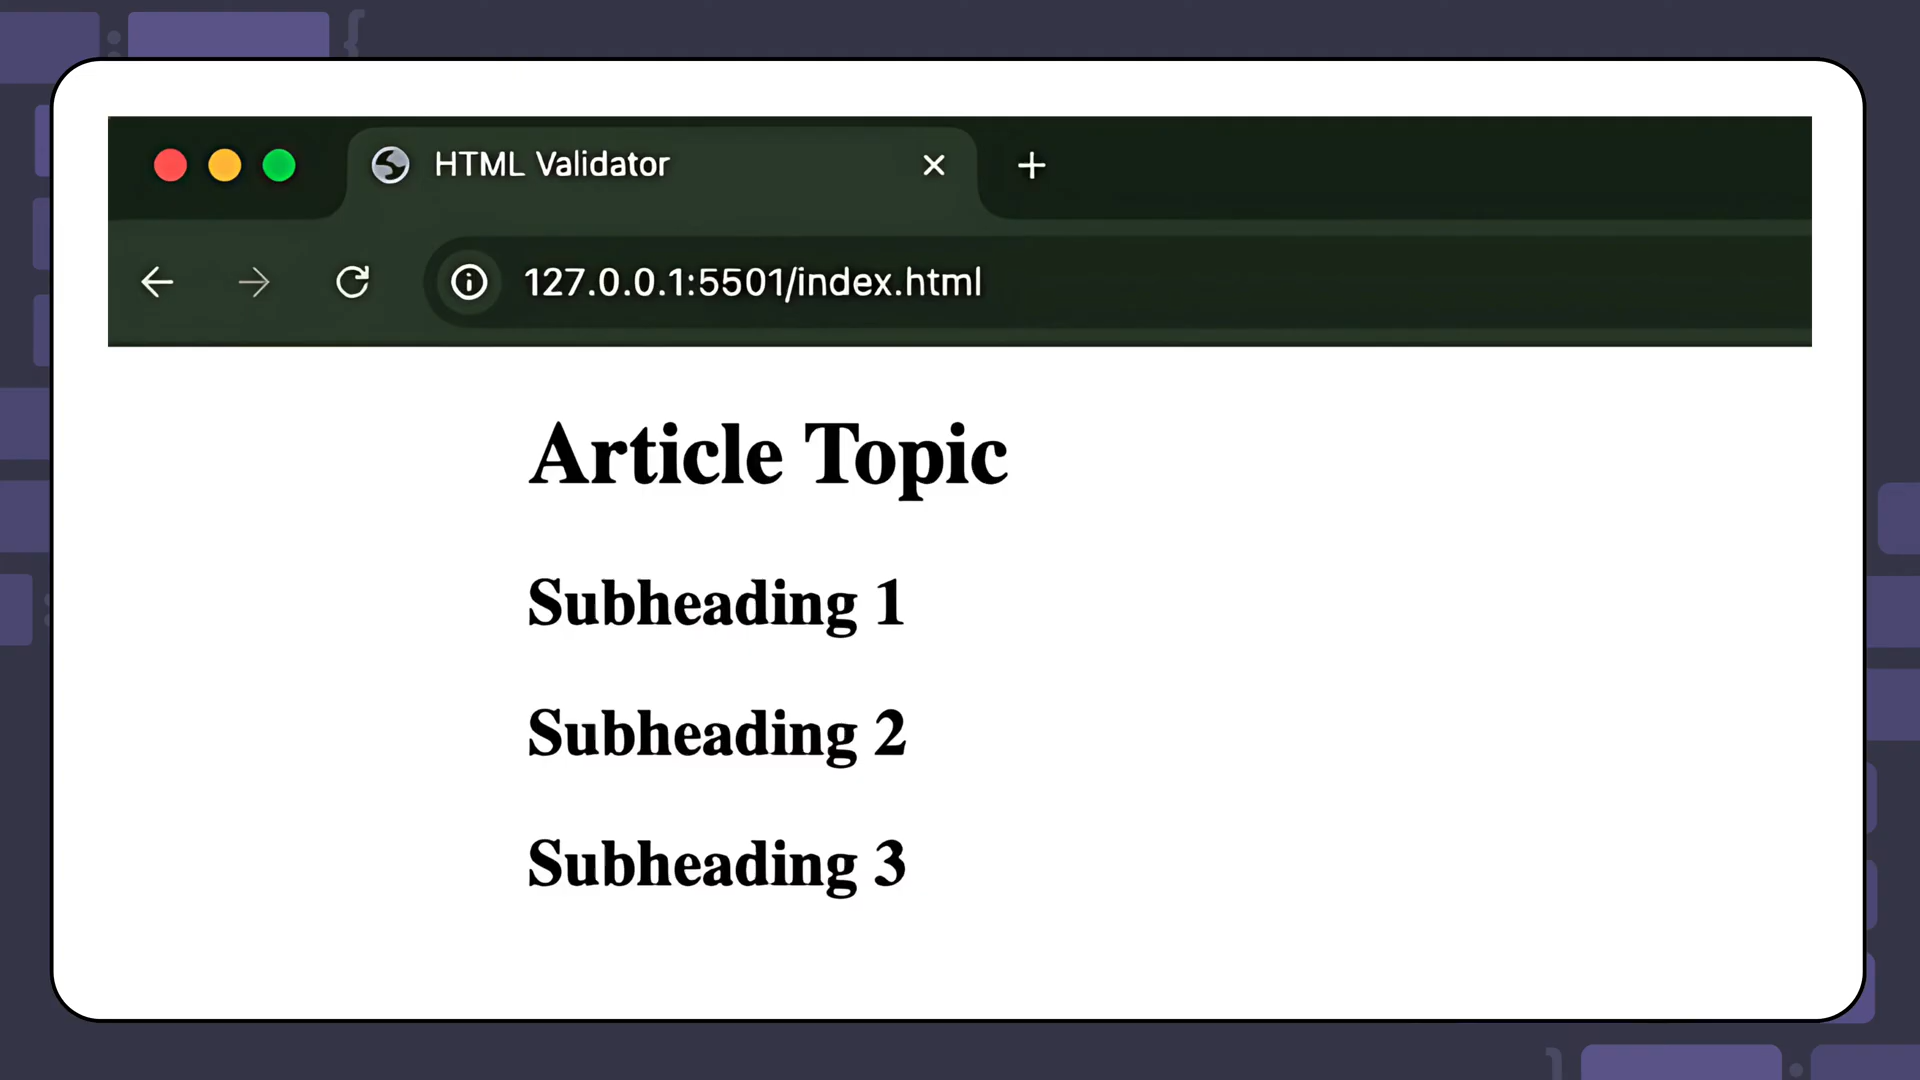 HTML Validator
127.0.0.1:5501/index.html
Article Topic
Subheading 1
Subheading 2
Subheading 3